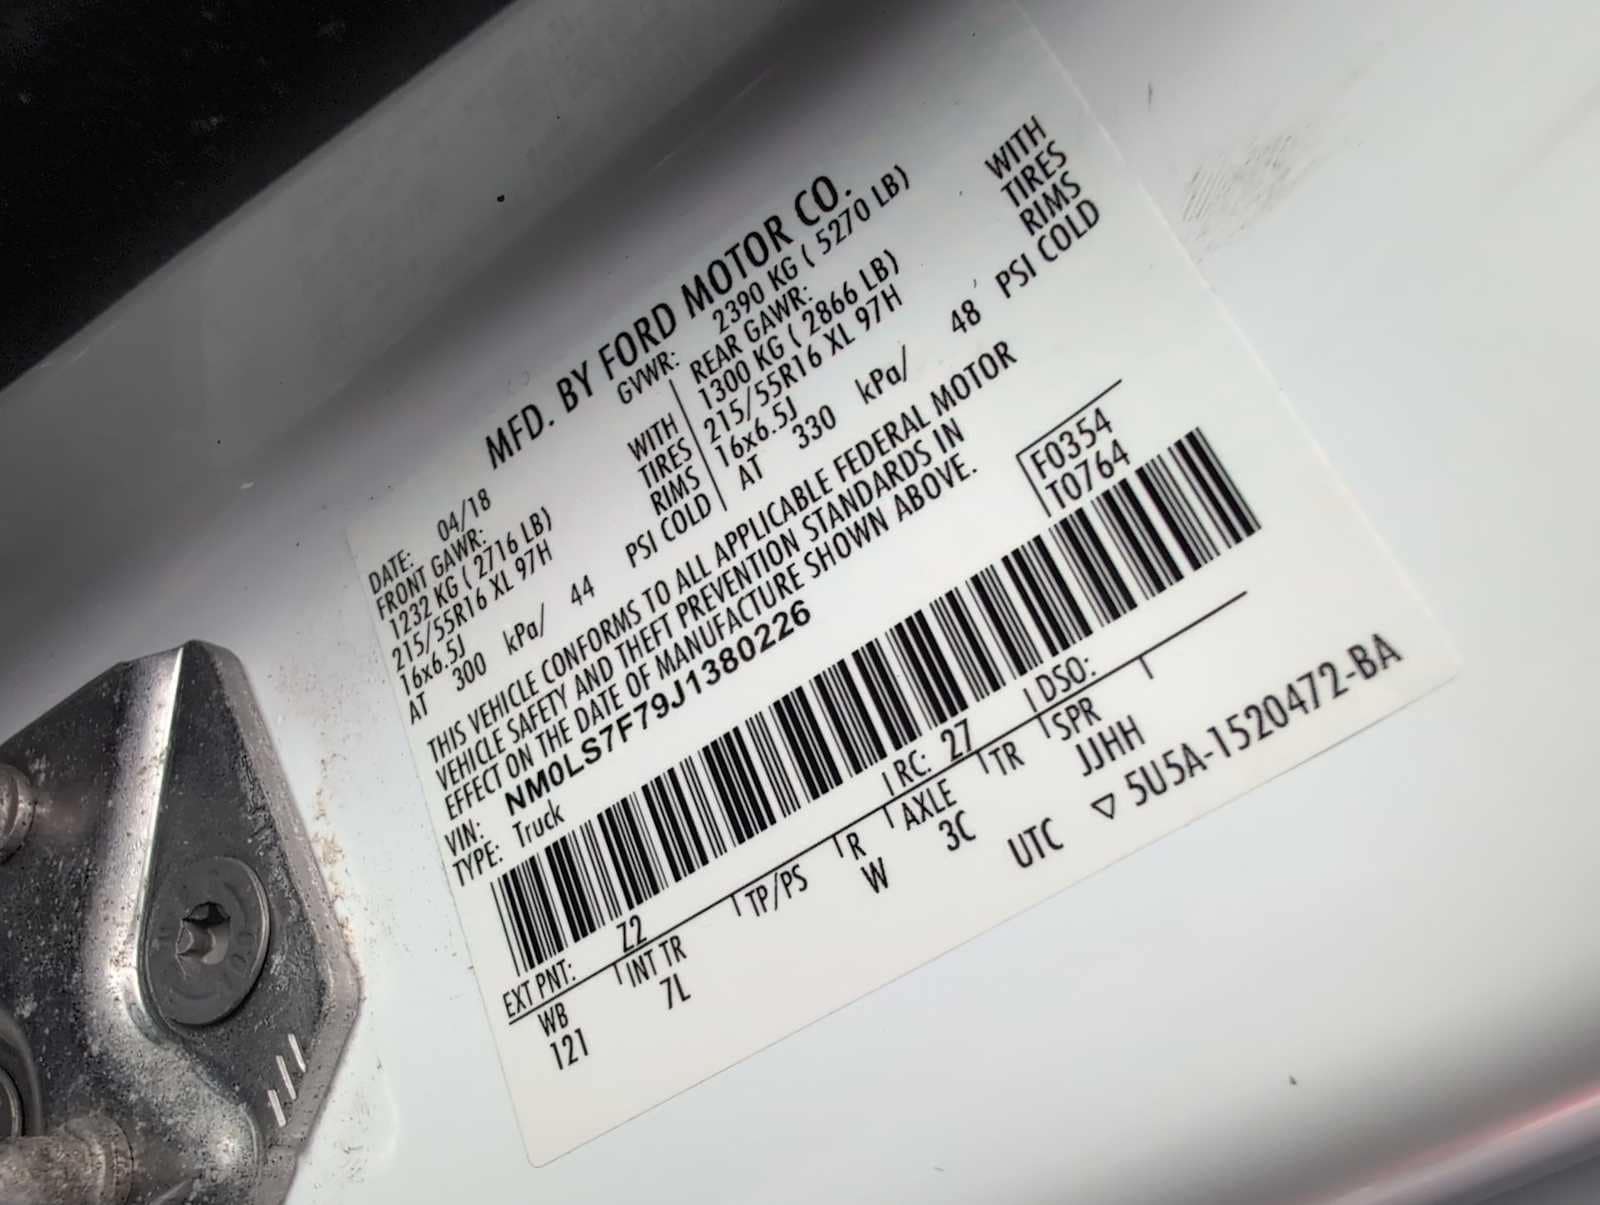 MFD. BY FORD MOTOR CO.
DATE: 04/18 GVWR: 2390 KG ( 5270 LB)
FRONT GAWR: REAR GAWR:
1232 KG ( 2716 LB) WITH 1300 KG ( 2866 LB) WITH
215/55R16 XL 97H TIRES 215/55R16 XL 97H TIRES
16x6.5J RIMS 16x6.5J RIMS
AT 300 kPa/ 44 PSI COLD AT 330 kPa/ 48 PSI COLD
THIS VEHICLE CONFORMS TO ALL APPLICABLE FEDERAL MOTOR
VEHICLE SAFETY AND THEFT PREVENTION STANDARDS IN
EFFECT ON THE DATE OF MANUFACTURE SHOWN ABOVE.
VIN: NM0LS7F79J1380226 F0354
TYPE: Truck T0764
EXT PNT: Z2 RC: 27 DSO:
WB INT TR TP/PS R AXLE TR SPR
121 7L W 3C JJHH
UTC ▽ 5U5A-1520472-BA